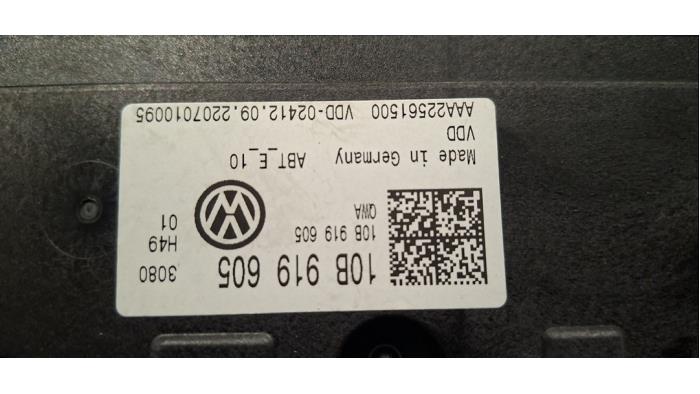 10B 919 605 3080
10B 919 605 H49
QWA 01
Made in Germany ABT_E_10
VDD
AAA22561500 VDD-02412.09.2207010095